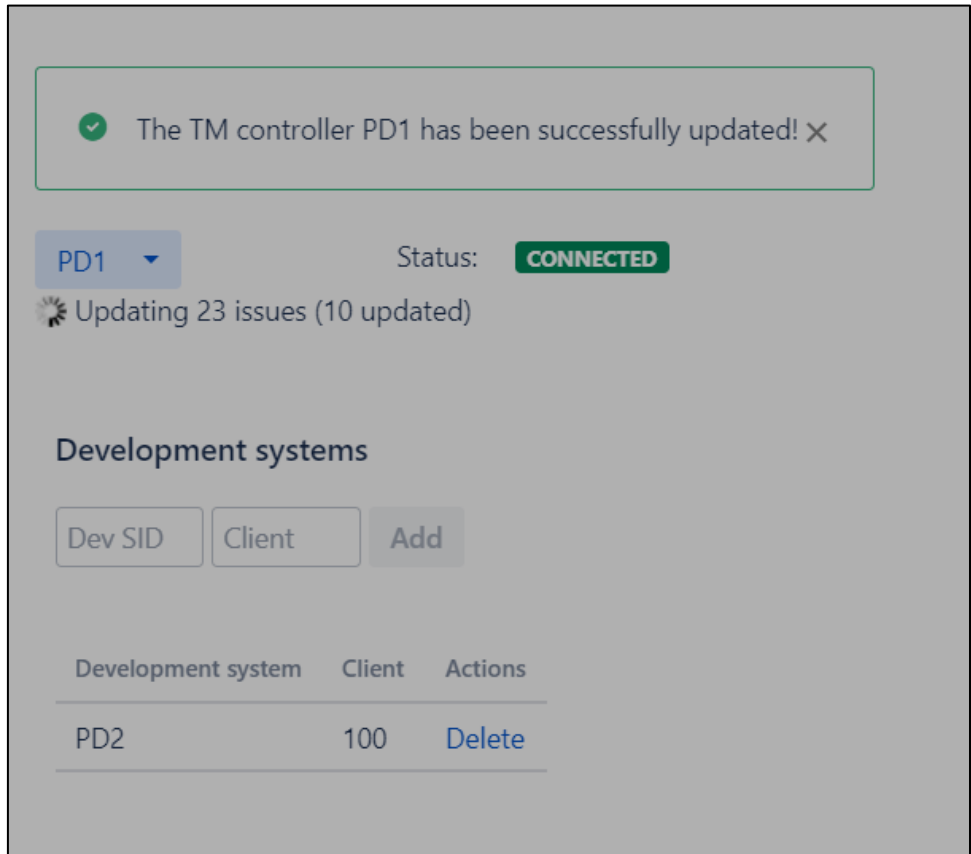 The TM controller PD1 has been successfully updated!
PD1 Status: CONNECTED
Updating 23 issues (10 updated)
Development systems
Dev SID Client Add
Development system Client Actions
PD2 100 Delete